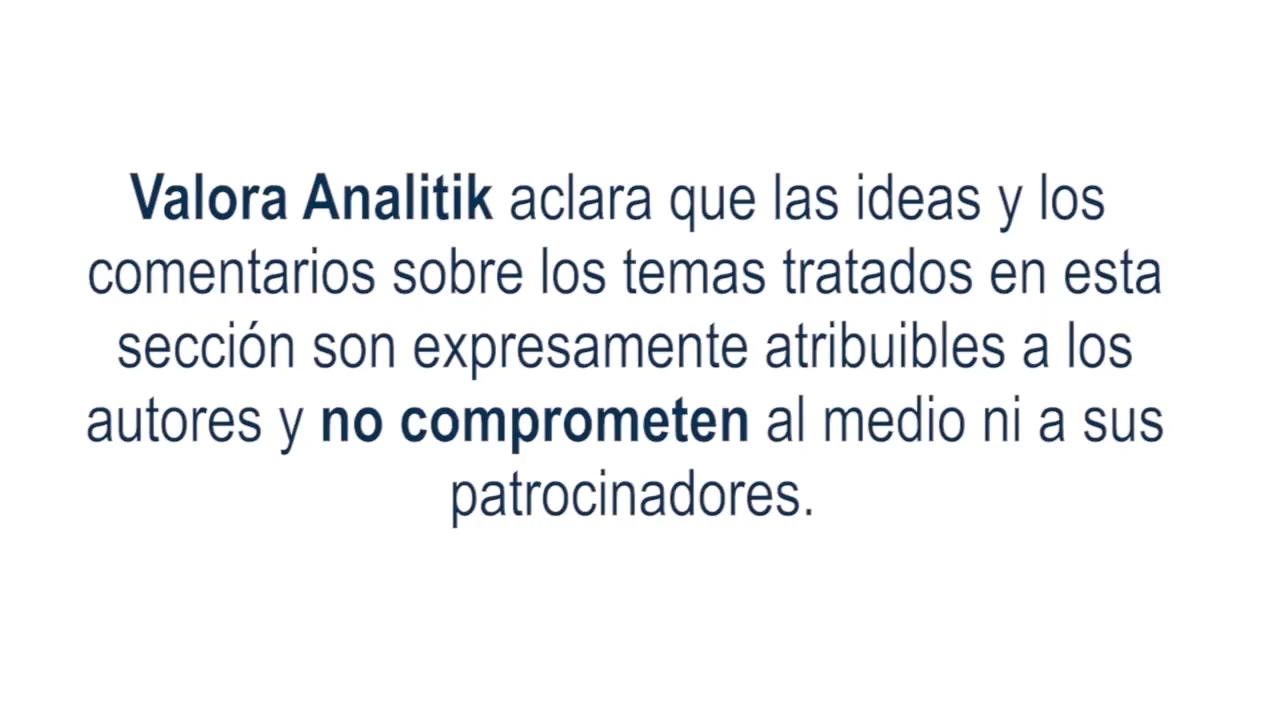 Valora Analitik aclara que las ideas y los
comentarios sobre los temas tratados en esta
sección son expresamente atribuibles a los
autores y no comprometen al medio ni a sus
patrocinadores.